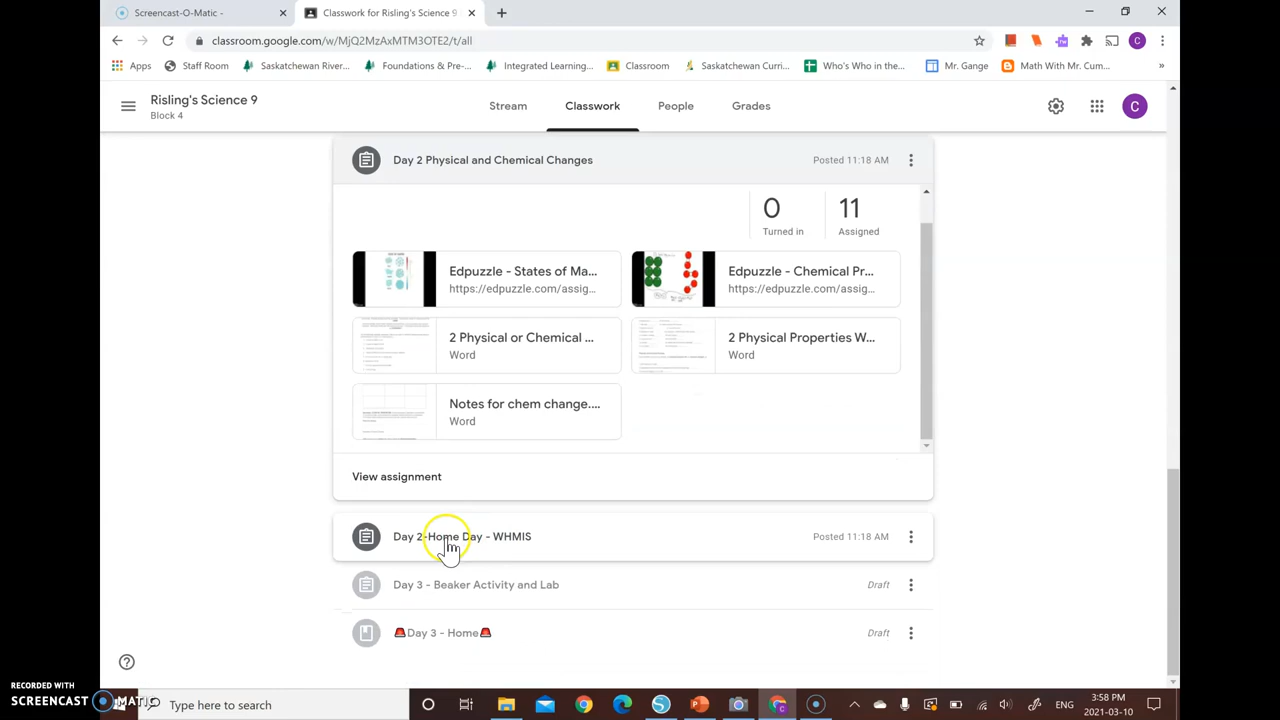 Screencast-O-Matic -
Classwork for Risling's Science 9
classroom.google.com/w/MjQ2MzAxMTM3OTE2/t/all
Apps
Staff Room
Saskatchewan River...
Foundations & Pre-...
Integrated Learning...
Classroom
Saskatchewan Curri...
Who's Who in the...
Mr. Gange
Math With Mr. Cum...
»
Risling's Science 9
Block 4
Stream
Classwork
People
Grades
C
Day 2 Physical and Chemical Changes
Posted 11:18 AM
0
Turned in
11
Assigned
Edpuzzle - States of Ma...
https://edpuzzle.com/assig...
Edpuzzle - Chemical Pr...
https://edpuzzle.com/assig...
2 Physical or Chemical ...
Word
2 Physical Properties W...
Word
Notes for chem change....
Word
View assignment
Day 2-Home Day - WHMIS
Posted 11:18 AM
Day 3 - Beaker Activity and Lab
Draft
🚨Day 3 - Home🚨
Draft
RECORDED WITH
SCREENCAST MATIC
Type here to search
ENG
3:58 PM
2021-03-10